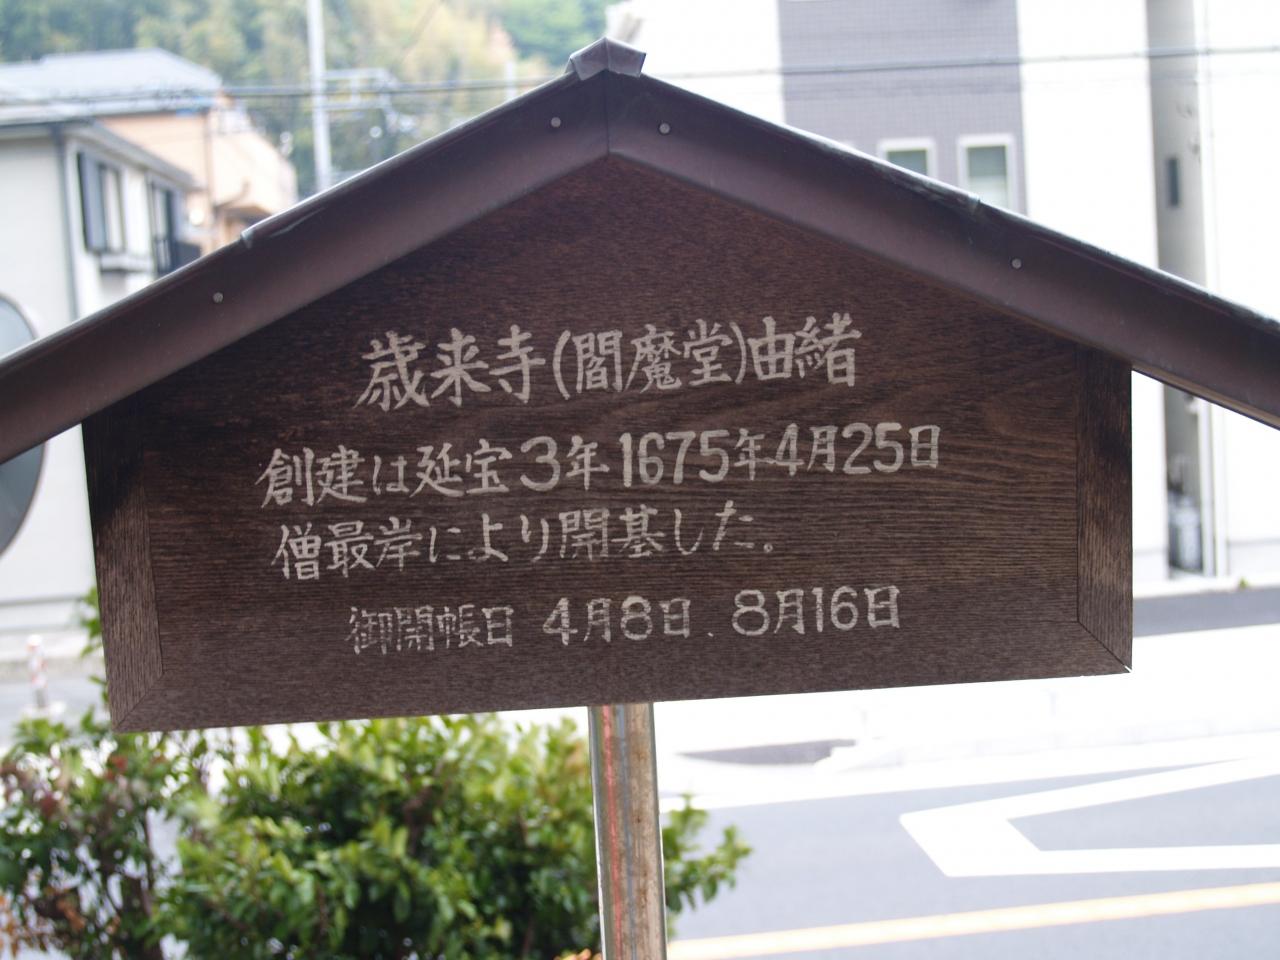 歳来寺(閻魔堂)由緒
創建は延宝3年1675年4月25日
僧最岸により開基した。
御開帳日 4月8日、8月16日